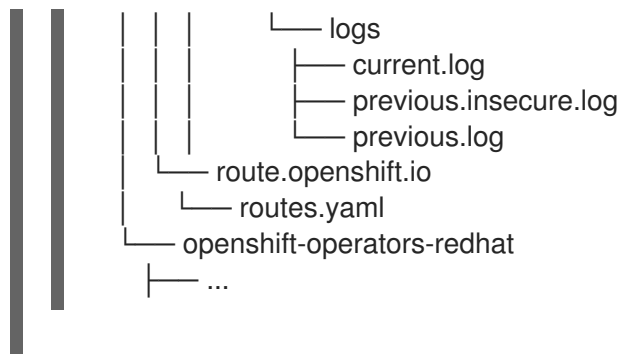 │ │ │ └── logs
│ │ │ ├── current.log
│ │ │ ├── previous.insecure.log
│ │ │ └── previous.log
│ └── route.openshift.io
│ └── routes.yaml
└── openshift-operators-redhat
├── ...